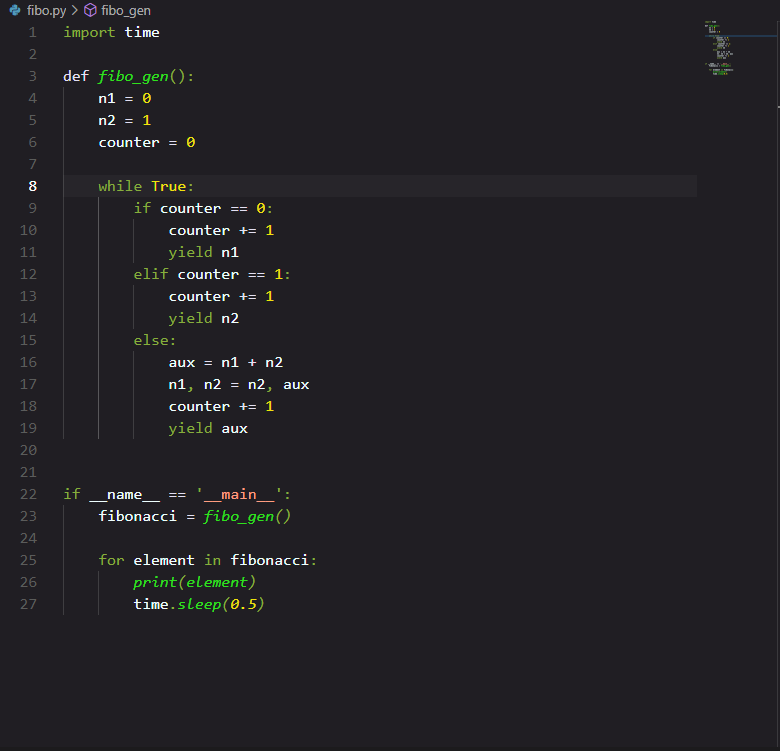 fibo.py > fibo_gen
1 import time
2
3 def fibo_gen():
4     n1 = 0
5     n2 = 1
6     counter = 0
7
8     while True:
9         if counter == 0:
10             counter += 1
11             yield n1
12         elif counter == 1:
13             counter += 1
14             yield n2
15         else:
16             aux = n1 + n2
17             n1, n2 = n2, aux
18             counter += 1
19             yield aux
20
21
22 if __name__ == '__main__':
23     fibonacci = fibo_gen()
24
25     for element in fibonacci:
26         print(element)
27         time.sleep(0.5)